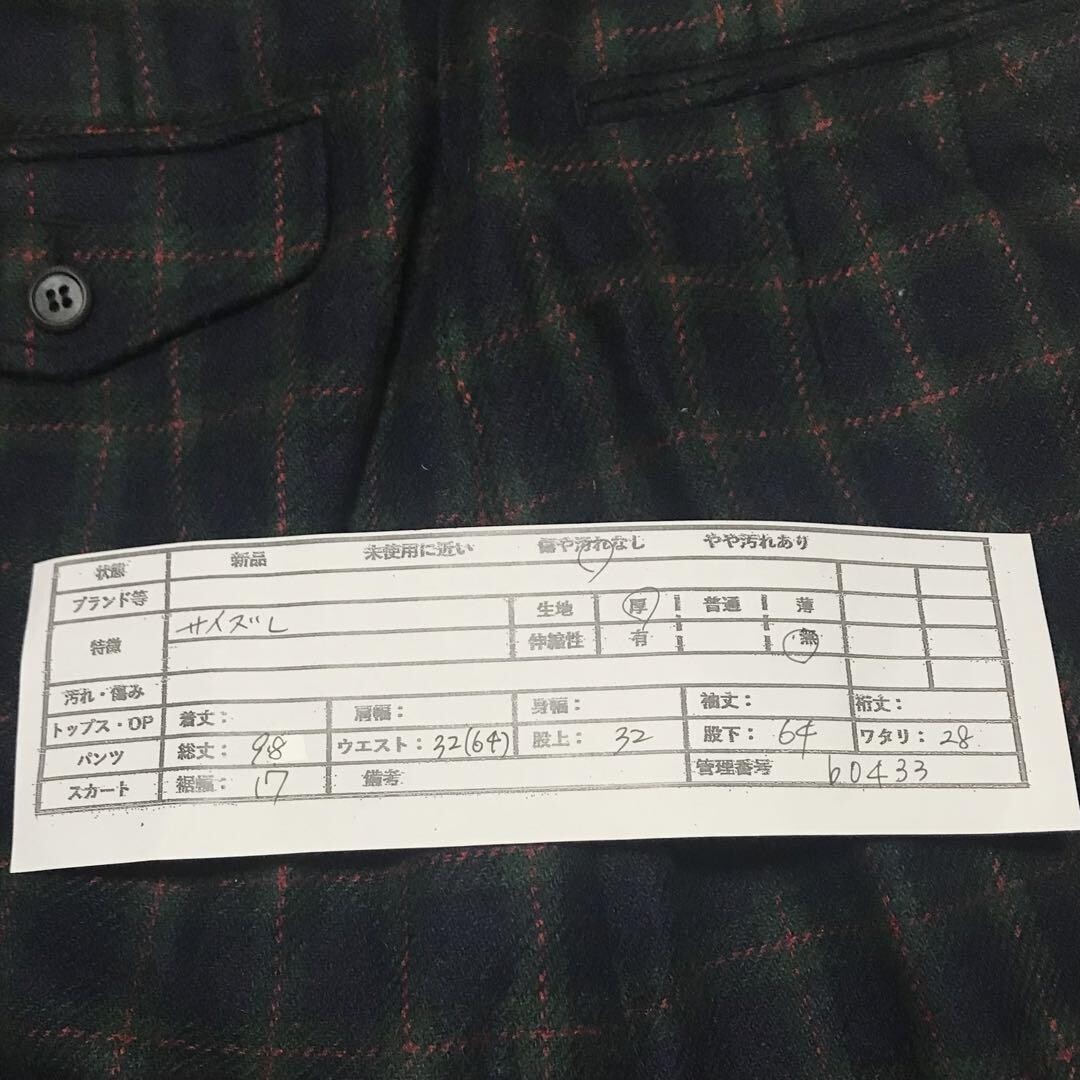 状態 新品 未使用に近い 傷や汚れなし やや汚れあり
ブランド等
特徴 サイズL 生地 厚 普通 薄
伸縮性 有 無
汚れ・傷み
トップス・OP 着丈: 肩幅: 身幅: 袖丈: 裄丈:
パンツ 総丈: 98 ウエスト: 32(64) 股上: 32 股下: 64 ワタリ: 28
スカート 裾幅: 17 備考 管理番号 b0433